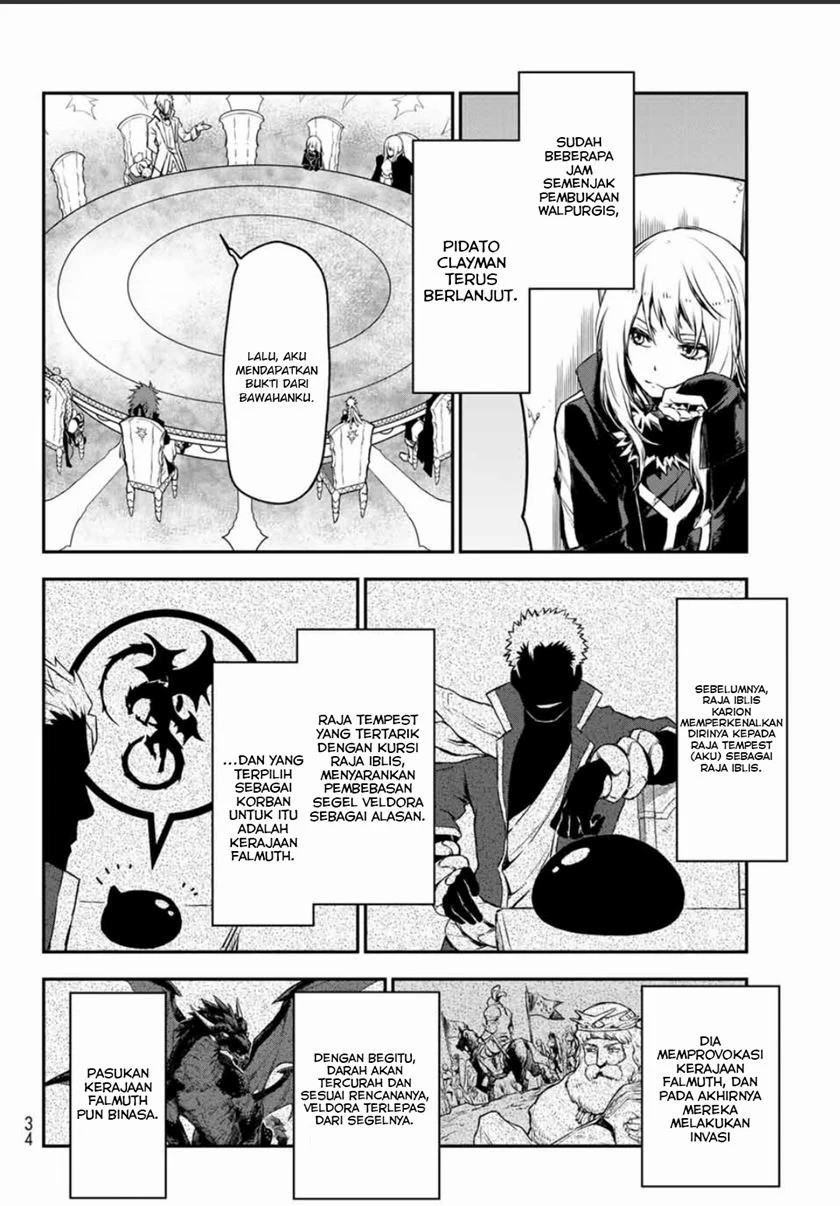 SUDAH
BEBERAPA
JAM
SEMENJAK
PEMBUKAAN
WALPURGIS,
PIDATO
CLAYMAN
TERUS
BERLANJUT.
LALU, AKU
MENDAPATKAN
BUKTI DARI
BAWAHANKU.
SEBELUMNYA,
RAJA IBLIS
KARION
MEMPERKENALKAN
DIRINYA KEPADA
RAJA TEMPEST
(AKU) SEBAGAI
RAJA IBLIS.
RAJA TEMPEST
YANG TERTARIK
DENGAN KURSI
RAJA IBLIS,
MENYARANKAN
PEMBEBASAN
SEGEL VELDORA
SEBAGAI ALASAN.
...DAN YANG
TERPILIH
SEBAGAI
KORBAN
UNTUK ITU
ADALAH
KERAJAAN
FALMUTH.
DIA
MEMPROVOKASI
KERAJAAN
FALMUTH, DAN
PADA AKHIRNYA
MEREKA
MELAKUKAN
INVASI
DENGAN BEGITU,
DARAH AKAN
TERCURAH DAN
SESUAI RENCANANYA,
VELDORA TERLEPAS
DARI SEGELNYA.
PASUKAN
KERAJAAN
FALMUTH
PUN BINASA.
34